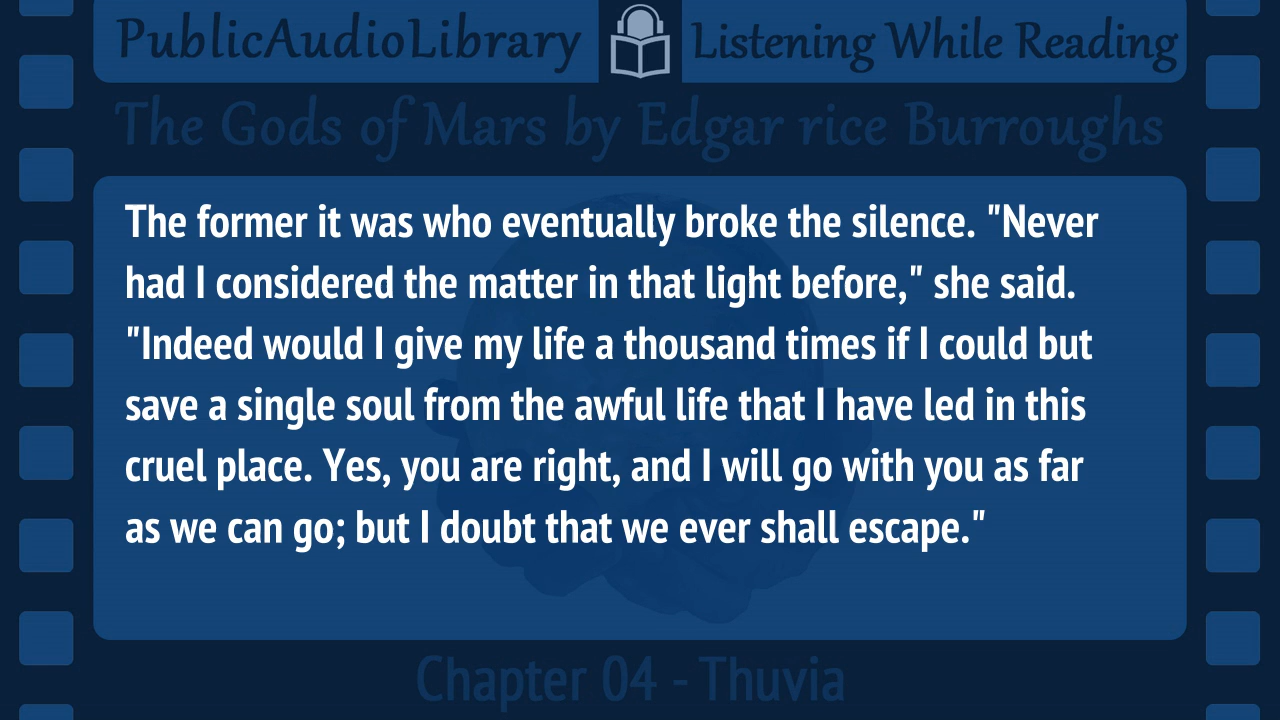 PublicAudioLibrary Listening While Reading
The Gods of Mars by Edgar rice Burroughs
The former it was who eventually broke the silence. "Never
had I considered the matter in that light before," she said.
"Indeed would I give my life a thousand times if I could but
save a single soul from the awful life that I have led in this
cruel place. Yes, you are right, and I will go with you as far
as we can go; but I doubt that we ever shall escape."
Chapter 04 - Thuvia